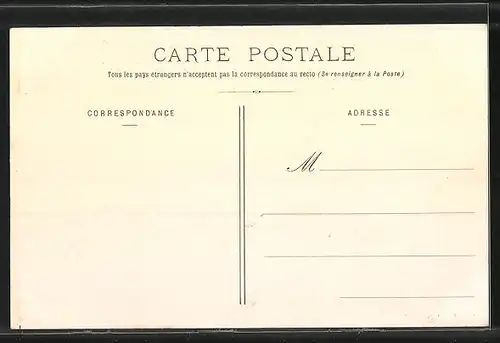 CARTE POSTALE
Tous les pays étrangers n'acceptent pas la correspondance au recto (Se renseigner à la Poste)
CORRESPONDANCE
ADRESSE
M